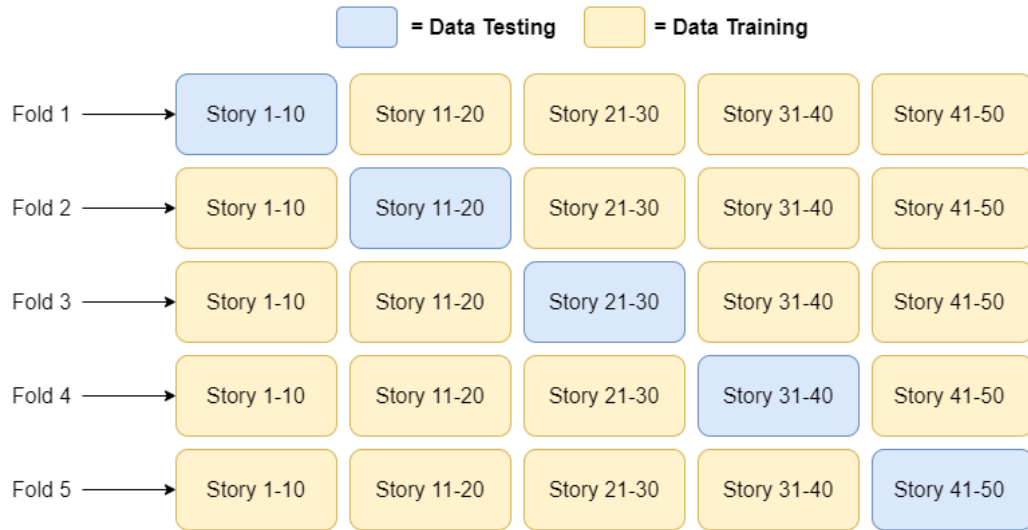 = Data Testing = Data Training
Fold 1 Story 1-10 Story 11-20 Story 21-30 Story 31-40 Story 41-50
Fold 2 Story 1-10 Story 11-20 Story 21-30 Story 31-40 Story 41-50
Fold 3 Story 1-10 Story 11-20 Story 21-30 Story 31-40 Story 41-50
Fold 4 Story 1-10 Story 11-20 Story 21-30 Story 31-40 Story 41-50
Fold 5 Story 1-10 Story 11-20 Story 21-30 Story 31-40 Story 41-50